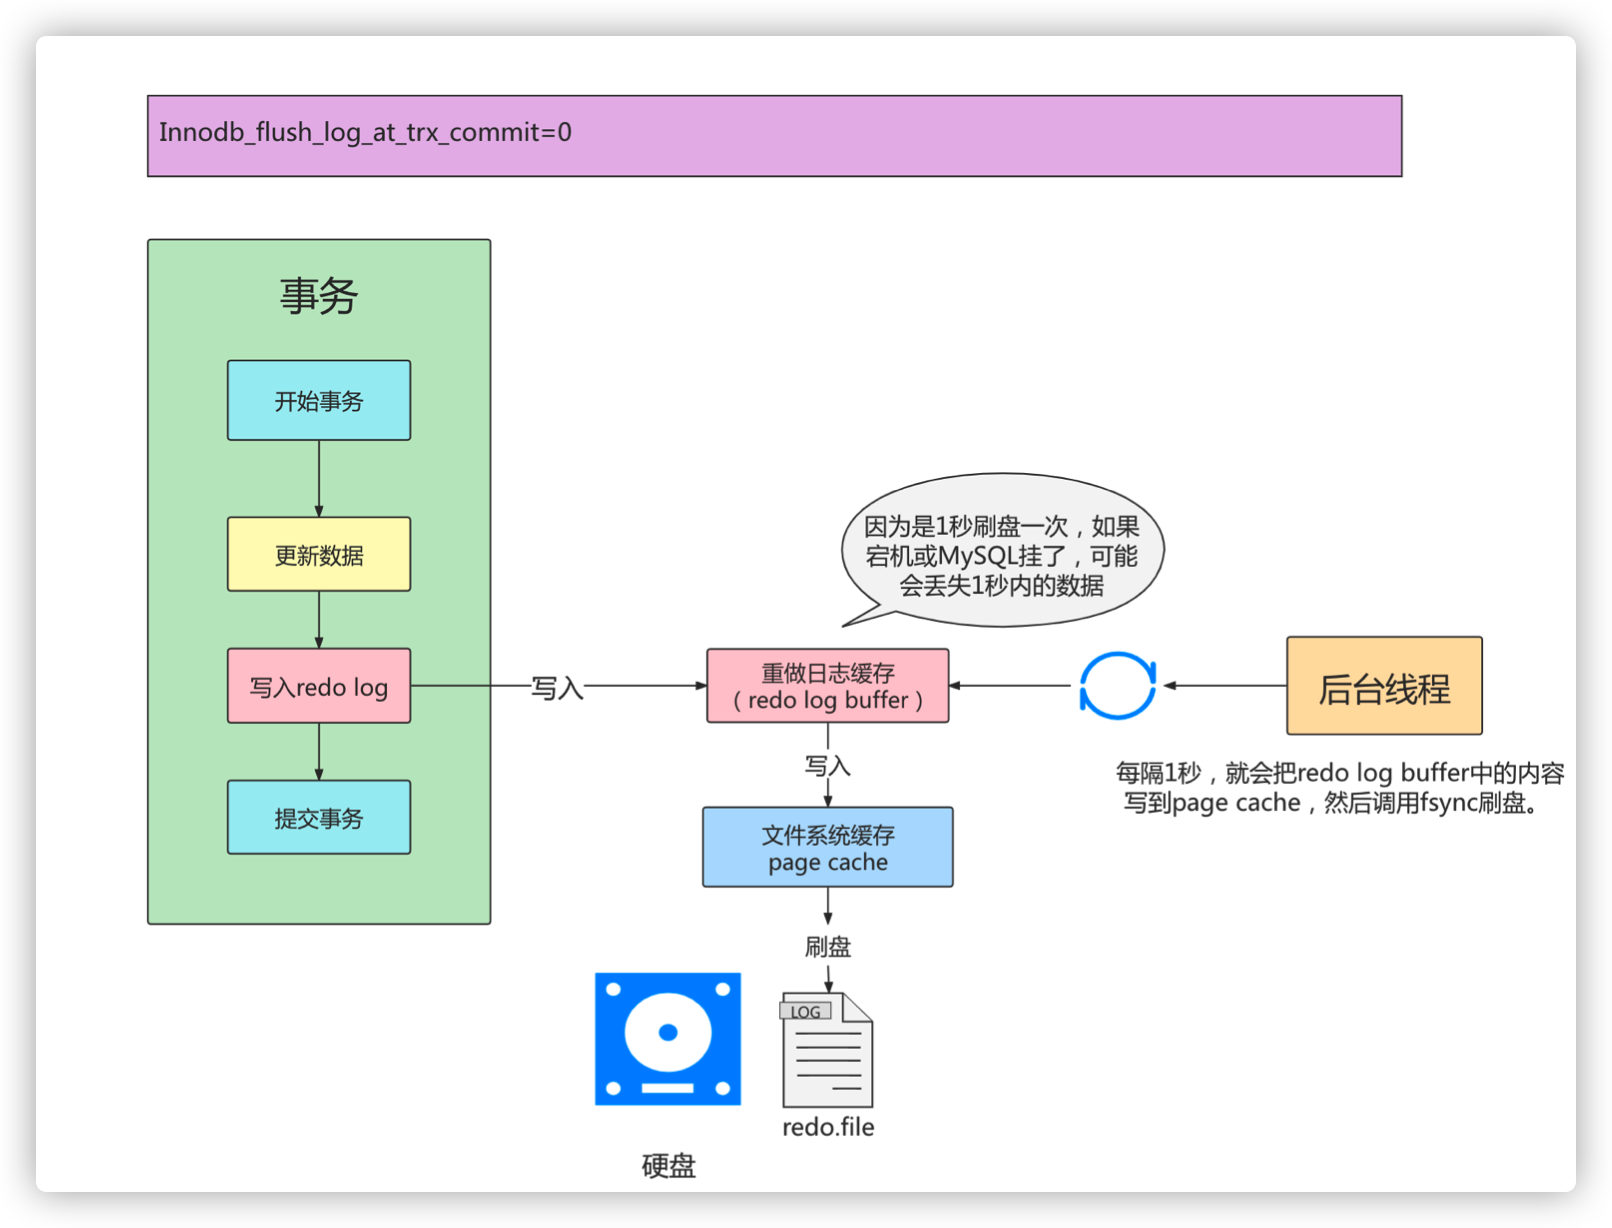 Innodb_flush_log_at_trx_commit=0
事务
开始事务
更新数据
写入redo log
提交事务
写入
因为是1秒刷盘一次，如果
宕机或MySQL挂了，可能
会丢失1秒内的数据
重做日志缓存
（redo log buffer）
后台线程
每隔1秒，就会把redo log buffer中的内容
写到page cache，然后调用fsync刷盘。
写入
文件系统缓存
page cache
刷盘
LOG
redo.file
硬盘